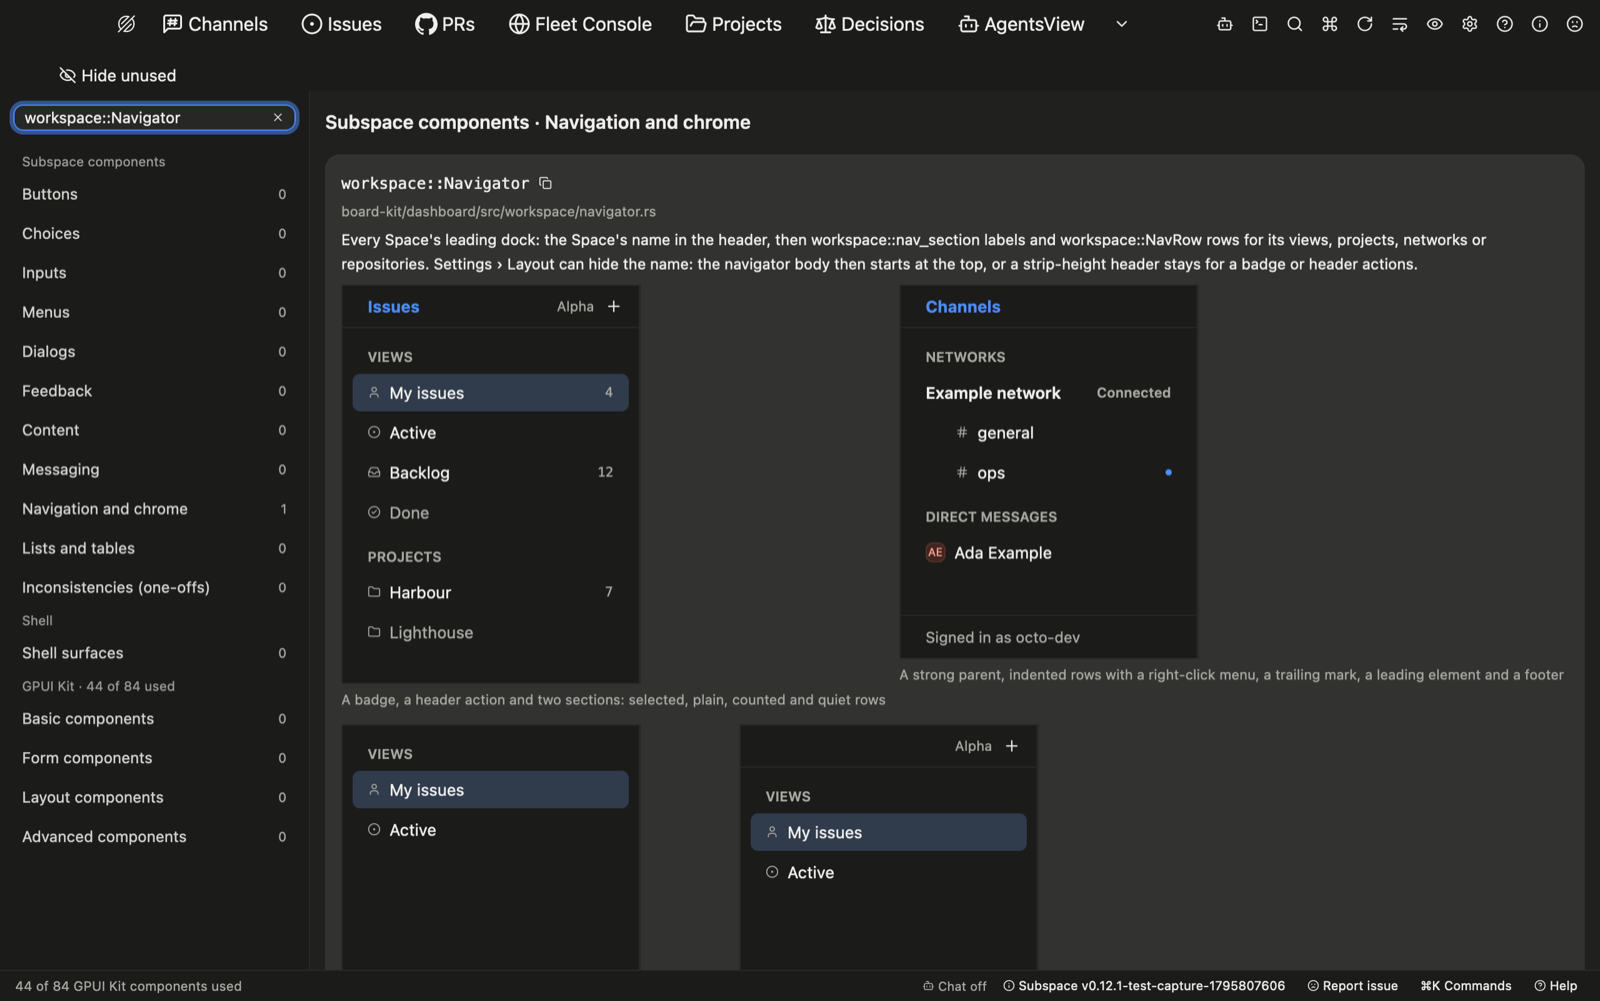 Channels
Issues
PRs
Fleet Console
Projects
Decisions
AgentsView
Hide unused
workspace::Navigator
Subspace components
Buttons 0
Choices 0
Inputs 0
Menus 0
Dialogs 0
Feedback 0
Content 0
Messaging 0
Navigation and chrome 1
Lists and tables 0
Inconsistencies (one-offs) 0
Shell
Shell surfaces 0
GPUI Kit · 44 of 84 used
Basic components 0
Form components 0
Layout components 0
Advanced components 0
Subspace components · Navigation and chrome
workspace::Navigator
board-kit/dashboard/src/workspace/navigator.rs
Every Space's leading dock: the Space's name in the header, then workspace::nav_section labels and workspace::NavRow rows for its views, projects, networks or
repositories. Settings › Layout can hide the name: the navigator body then starts at the top, or a strip-height header stays for a badge or header actions.
Issues Alpha +
VIEWS
My issues 4
Active
Backlog 12
Done
PROJECTS
Harbour 7
Lighthouse
A badge, a header action and two sections: selected, plain, counted and quiet rows
Channels
NETWORKS
Example network Connected
# general
# ops
DIRECT MESSAGES
AE Ada Example
Signed in as octo-dev
A strong parent, indented rows with a right-click menu, a trailing mark, a leading element and a footer
VIEWS
My issues
Active
Alpha +
VIEWS
My issues
Active
44 of 84 GPUI Kit components used
Chat off
Subspace v0.12.1-test-capture-1795807606
Report issue
⌘K Commands
Help